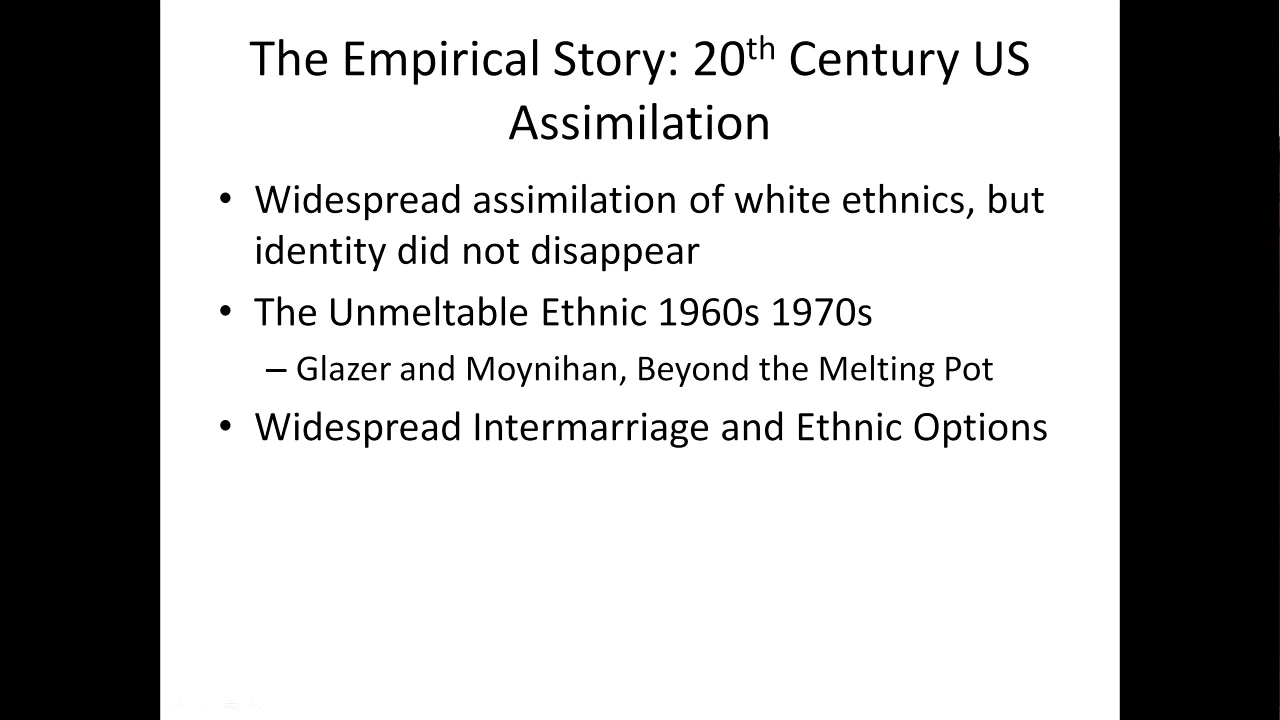 The Empirical Story: 20th Century US
Assimilation
• Widespread assimilation of white ethnics, but
identity did not disappear
• The Unmeltable Ethnic 1960s 1970s
– Glazer and Moynihan, Beyond the Melting Pot
• Widespread Intermarriage and Ethnic Options